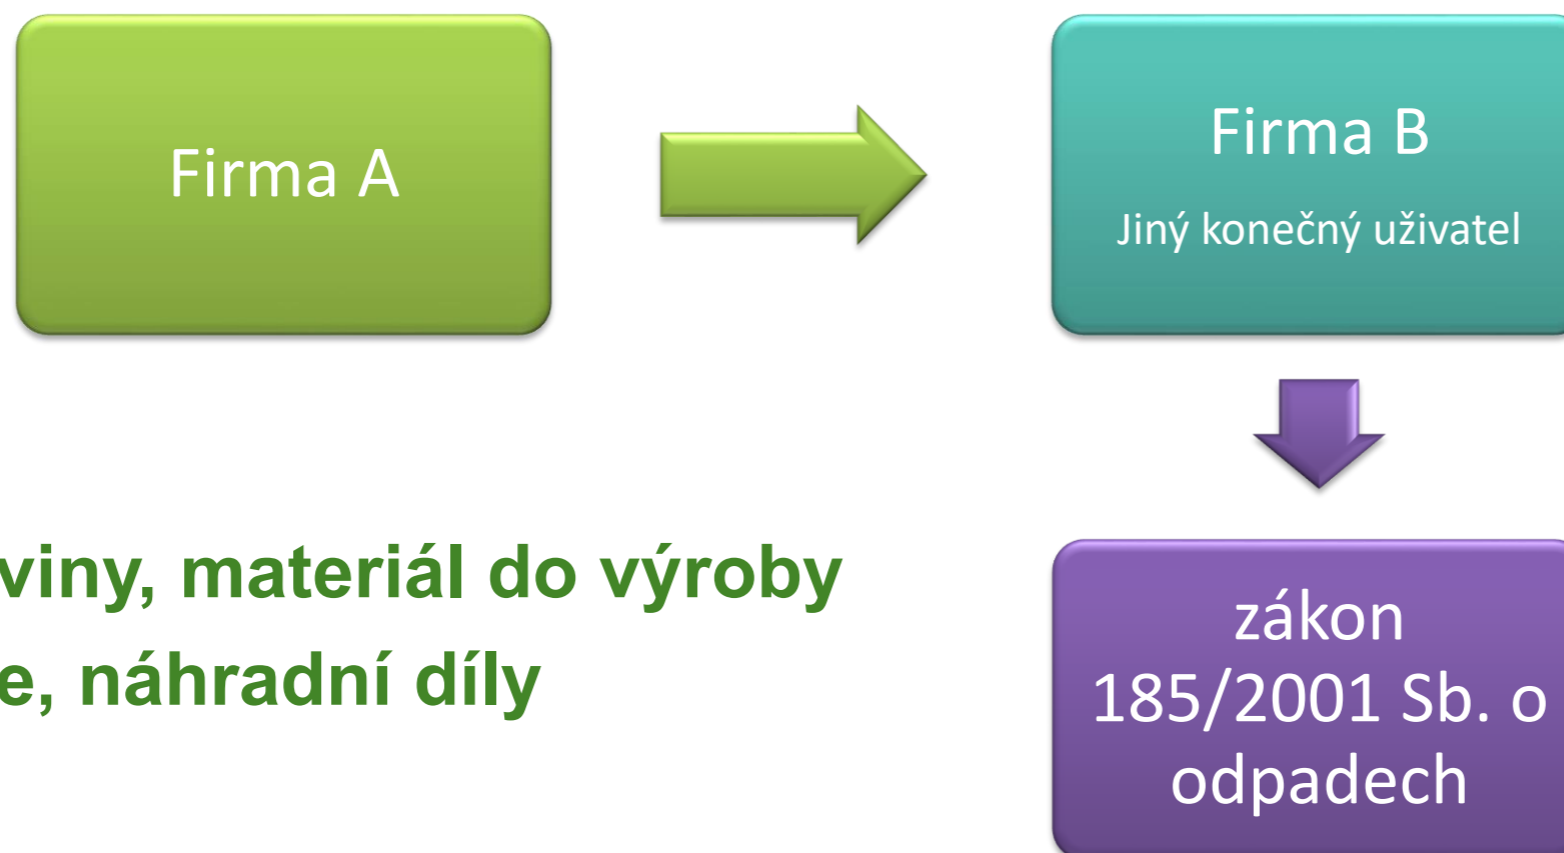 Firma A
Firma B
Jiný konečný uživatel
viny, materiál do výroby
e, náhradní díly
zákon
185/2001 Sb. o
odpadech